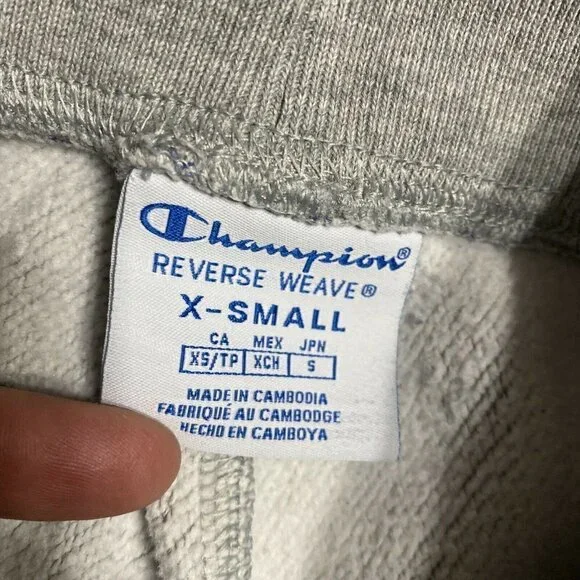 Champion®
REVERSE WEAVE®
X-SMALL
CA MEX JPN
XS/TP XCH S
MADE IN CAMBODIA
FABRIQUÉ AU CAMBODGE
HECHO EN CAMBOYA